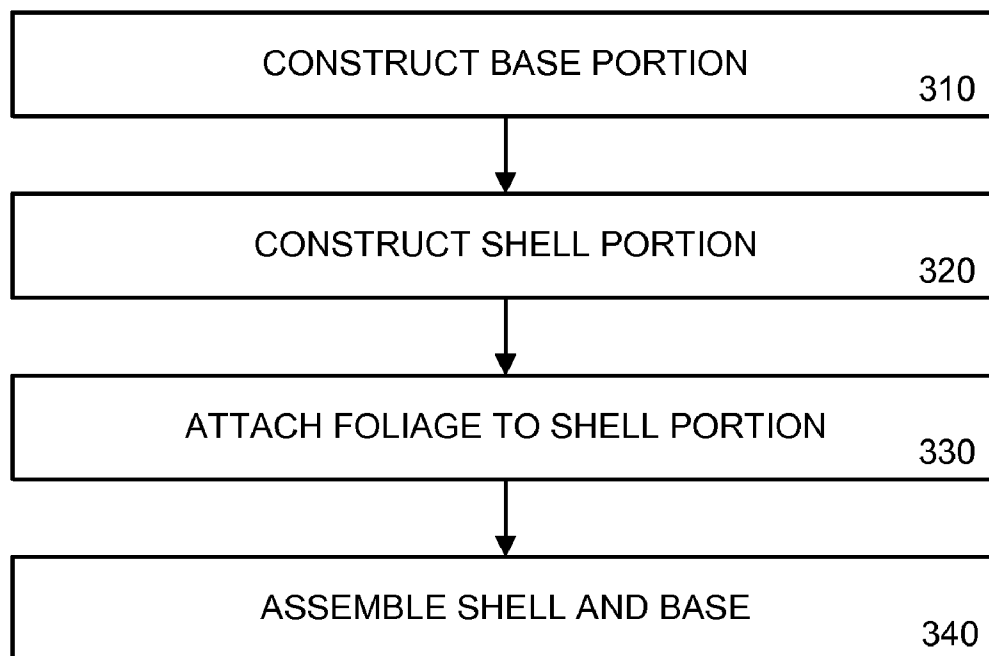 CONSTRUCT BASE PORTION
310
CONSTRUCT SHELL PORTION
320
ATTACH FOLIAGE TO SHELL PORTION
330
ASSEMBLE SHELL AND BASE
340